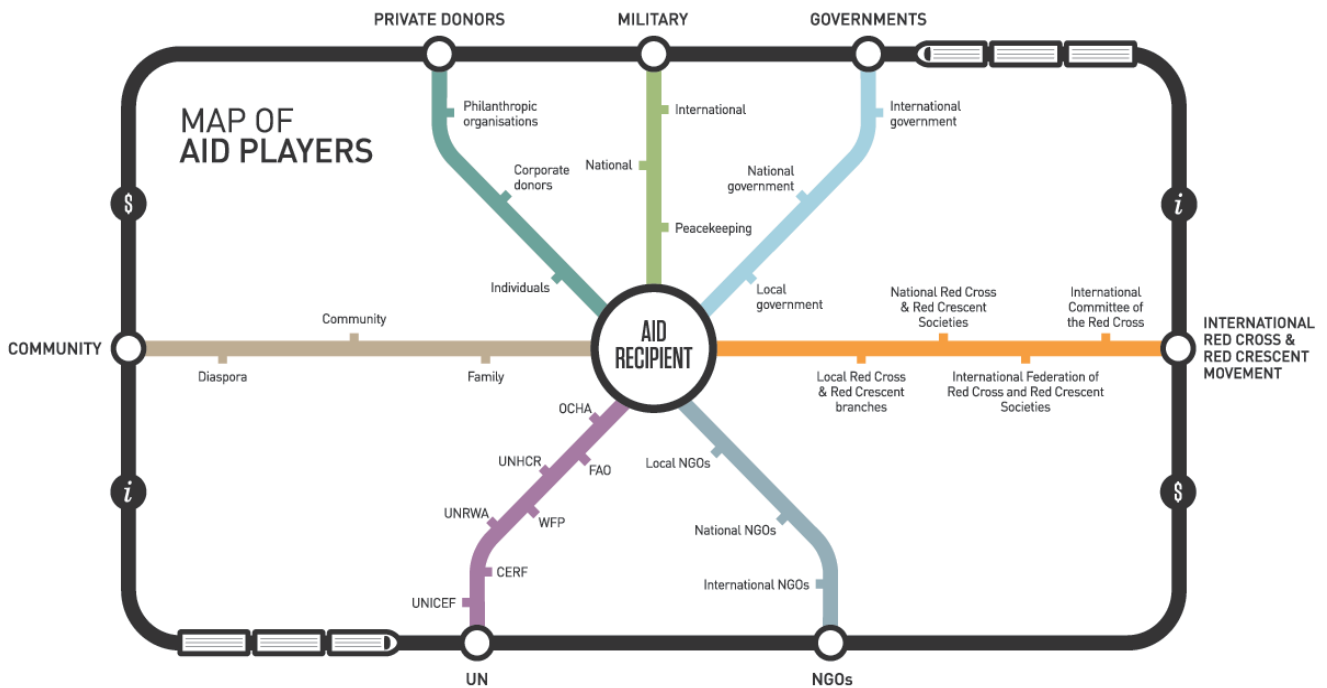 PRIVATE DONORS
MILITARY
GOVERNMENTS
MAP OF
AID PLAYERS
Philanthropic
organisations
Corporate
donors
Individuals
International
National
Peacekeeping
International
government
National
government
Local
government
$
i
COMMUNITY
Diaspora
Community
Family
AID
RECIPIENT
National Red Cross
& Red Crescent
Societies
International
Committee of
the Red Cross
Local Red Cross
& Red Crescent
branches
International Federation of
Red Cross and Red Crescent
Societies
INTERNATIONAL
RED CROSS &
RED CRESCENT
MOVEMENT
OCHA
UNHCR
FAO
UNRWA
WFP
CERF
UNICEF
Local NGOs
National NGOs
International NGOs
i
$
UN
NGOs